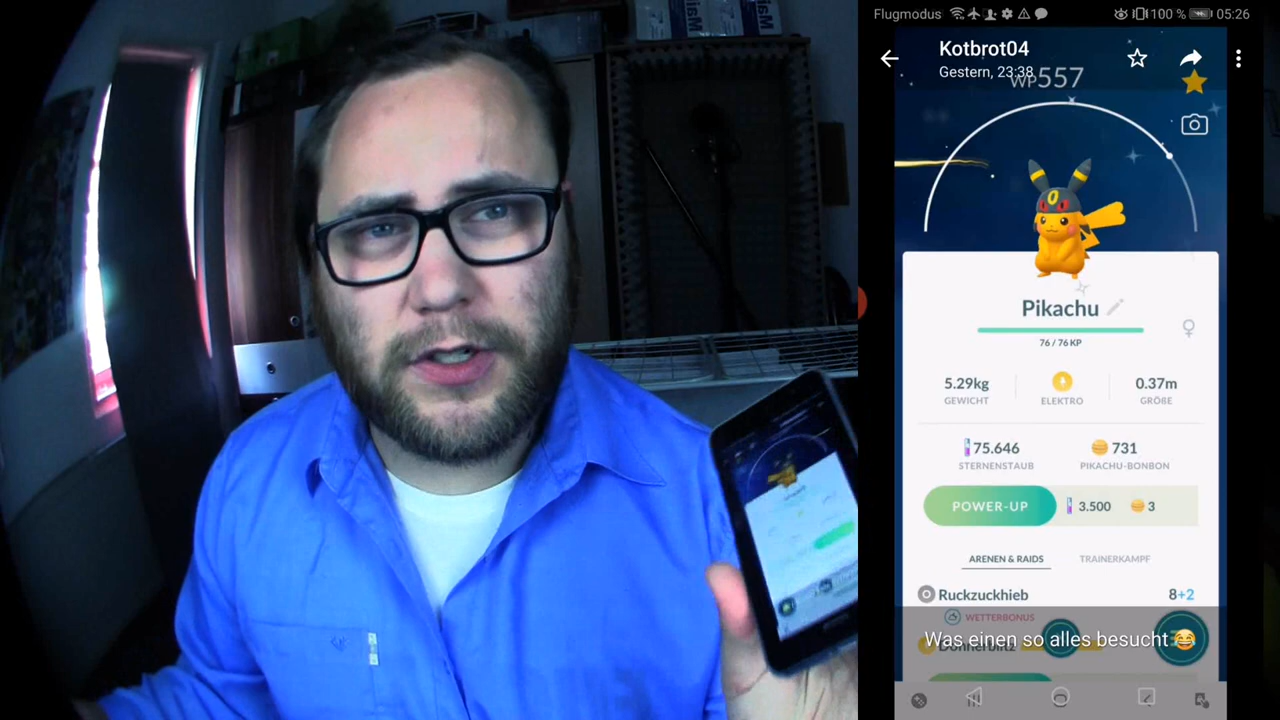 Flugmodus
100 %
05:26
Kotbrot04
Gestern, 23:38
WP557
Pikachu
76 / 76 KP
5.29kg
GEWICHT
ELEKTRO
0.37m
GRÖßE
75.646
STERNENSTAUB
731
PIKACHU-BONBON
POWER-UP
3.500
3
ARENEN & RAIDS
TRAINERKAMPF
Ruckzuckhieb
8+2
WETTERBONUS
Was einen so alles besucht 😂
Donnerblitz